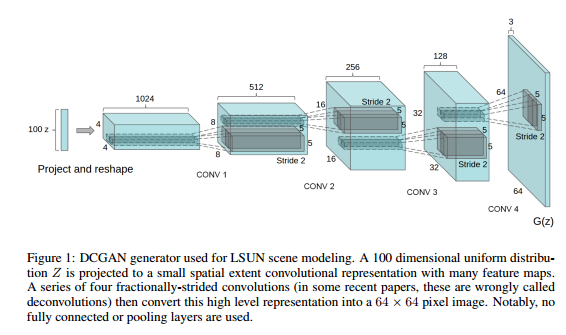 3
128
256
512
1024
64
5
5
Stride 2
16
Stride 2
5
5
32
8
5
5
4
100 z
4
8
Stride 2
16
5
5
Stride 2
32
Project and reshape
CONV 1
CONV 2
CONV 3
64
CONV 4
G(z)
Figure 1: DCGAN generator used for LSUN scene modeling. A 100 dimensional uniform distribu-
tion Z is projected to a small spatial extent convolutional representation with many feature maps.
A series of four fractionally-strided convolutions (in some recent papers, these are wrongly called
deconvolutions) then convert this high level representation into a 64 × 64 pixel image. Notably, no
fully connected or pooling layers are used.